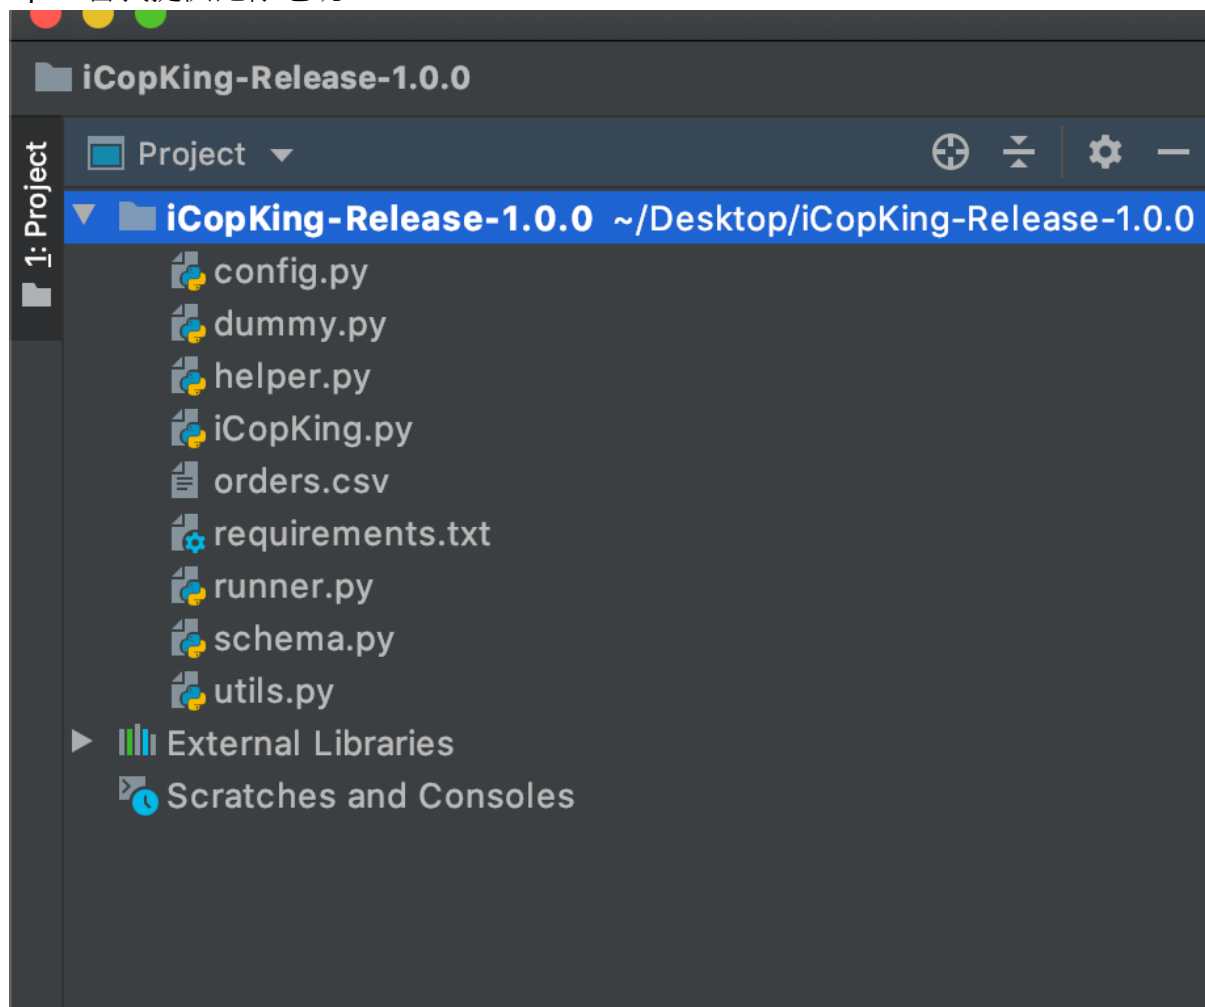 iCopKing-Release-1.0.0
1: Project
Project
iCopKing-Release-1.0.0 ~/Desktop/iCopKing-Release-1.0.0
config.py
dummy.py
helper.py
iCopKing.py
orders.csv
requirements.txt
runner.py
schema.py
utils.py
External Libraries
Scratches and Consoles